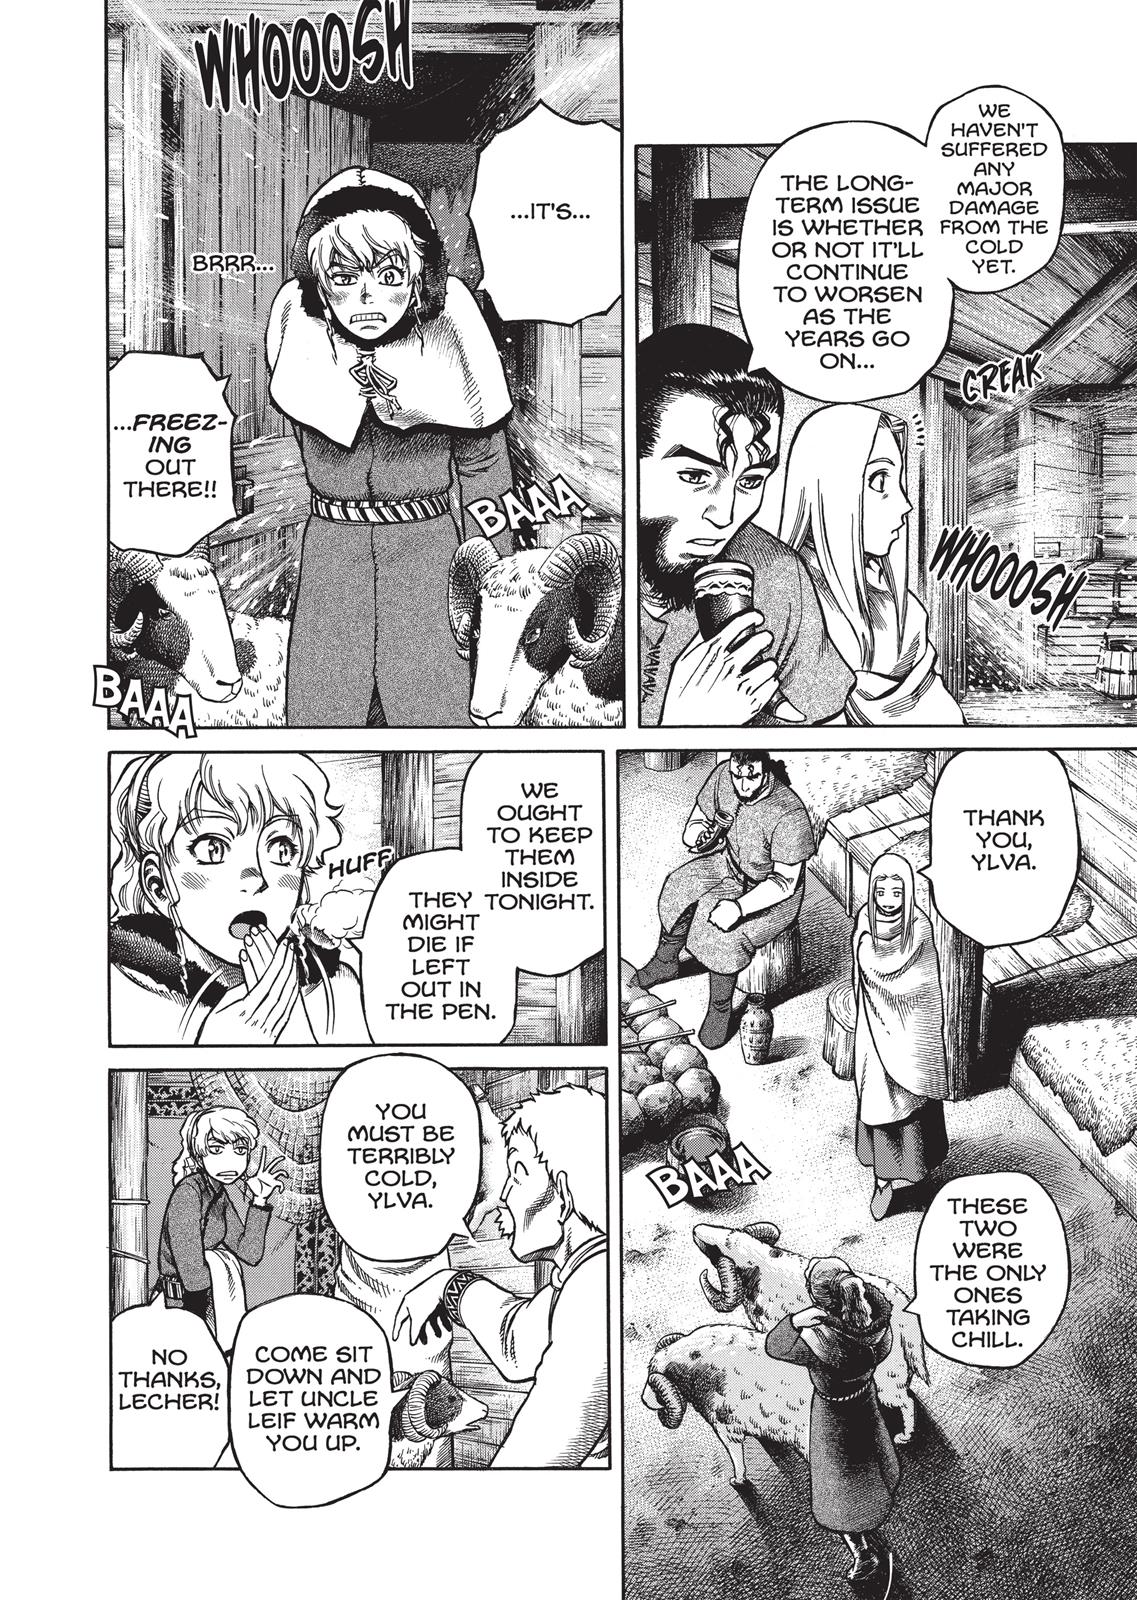 WE
HAVEN'T
SUFFERED
ANY
MAJOR
DAMAGE
FROM THE
COLD
YET.
THE LONG-
TERM ISSUE
IS WHETHER
OR NOT IT'LL
CONTINUE
TO WORSEN
AS THE
YEARS GO
ON...
CREAK
WHOOOSH
WHOOOSH
...IT'S...
BRRR...
...FREEZ-
ING
OUT
THERE!!
BAAA
BAAA
THANK
YOU,
YLVA.
BAAA
THESE
TWO
WERE
THE ONLY
ONES
TAKING
CHILL.
WE
OUGHT
TO KEEP
THEM
INSIDE
TONIGHT.
THEY
MIGHT
DIE IF
LEFT
OUT IN
THE PEN.
HUFF
YOU
MUST BE
TERRIBLY
COLD,
YLVA.
COME SIT
DOWN AND
LET UNCLE
LEIF WARM
YOU UP.
NO
THANKS,
LECHER!